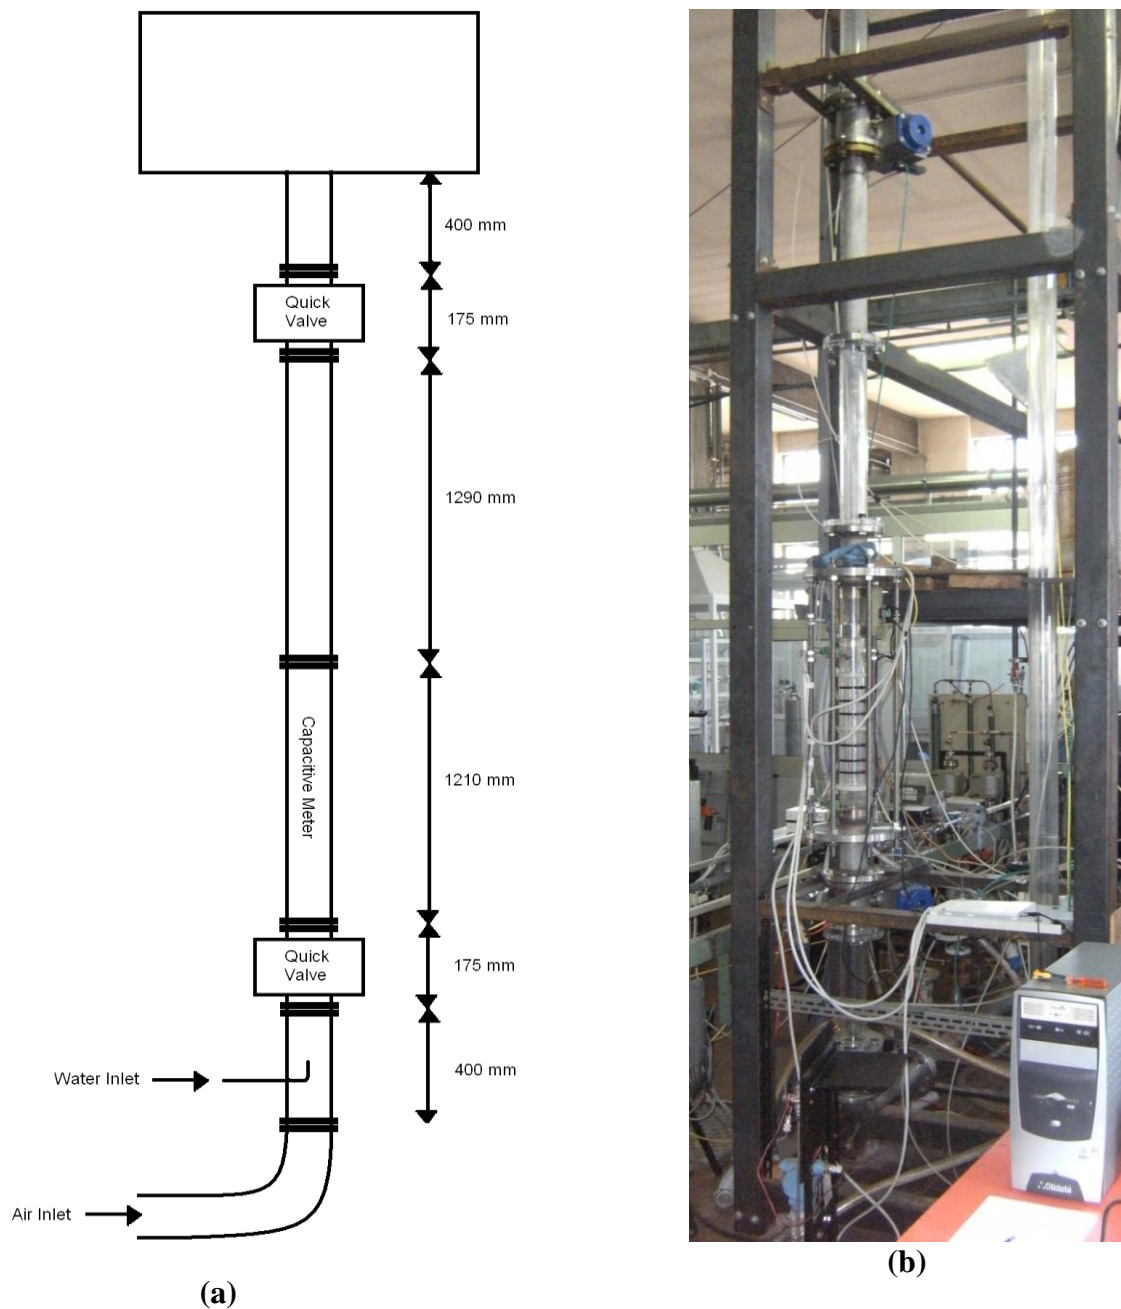 400 mm
Quick
Valve
175 mm
1290 mm
Capacitive Meter
1210 mm
Quick
Valve
175 mm
Water Inlet
400 mm
Air Inlet
(a)
Olidata
(b)